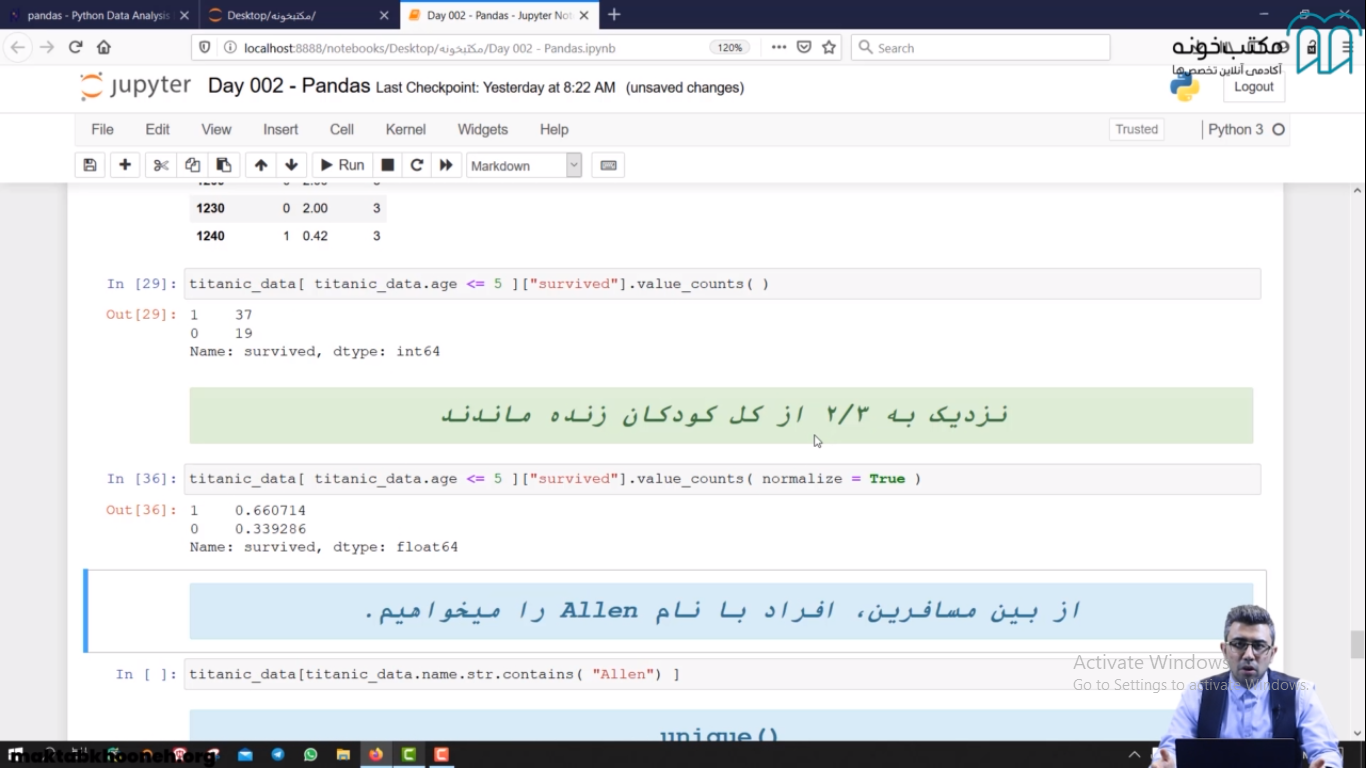 pandas - Python Data Analysis
Desktop/مکتبخونه/
Day 002 - Pandas - Jupyter Not
localhost:8888/notebooks/Desktop/مکتبخونه/Day 002 - Pandas.ipynb
120%
Search
مکتب خونه
آکادمی آنلاین تخصص‌ها
jupyter Day 002 - Pandas Last Checkpoint: Yesterday at 8:22 AM (unsaved changes)
Logout
File Edit View Insert Cell Kernel Widgets Help
Trusted
Python 3
Run
Markdown
1230 0 2.00 3
1240 1 0.42 3
In [29]: titanic_data[ titanic_data.age <= 5 ]["survived"].value_counts( )
Out[29]: 1 37
0 19
Name: survived, dtype: int64
نزدیک به ۲/۳ از کل کودکان زنده ماندند
In [36]: titanic_data[ titanic_data.age <= 5 ]["survived"].value_counts( normalize = True )
Out[36]: 1 0.660714
0 0.339286
Name: survived, dtype: float64
از بین مسافرین، افراد با نام Allen را میخواهیم.
In [ ]: titanic_data[titanic_data.name.str.contains( "Allen") ]
Activate Windows
Go to Settings to activate Windows.
unique()
maktabkhooneh.org